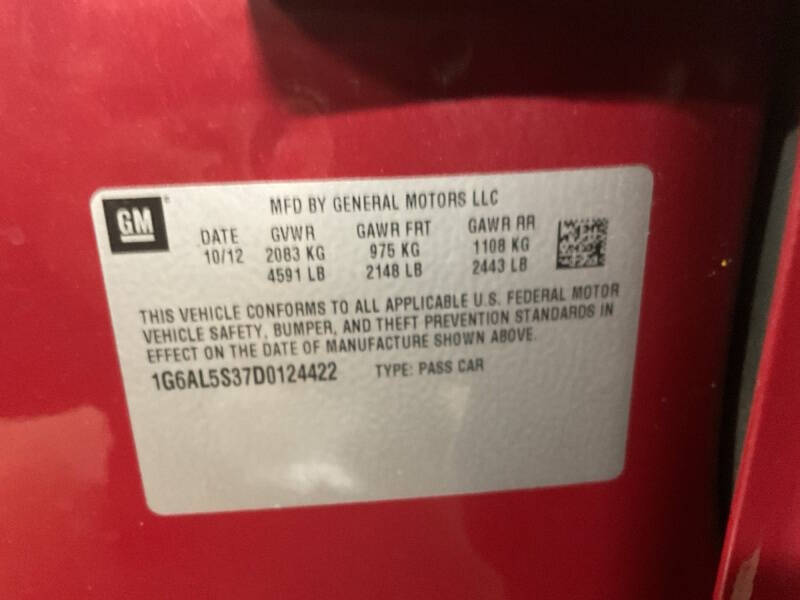 GM
MFD BY GENERAL MOTORS LLC
DATE GVWR GAWR FRT GAWR RR
10/12 2083 KG 975 KG 1108 KG
4591 LB 2148 LB 2443 LB
THIS VEHICLE CONFORMS TO ALL APPLICABLE U.S. FEDERAL MOTOR
VEHICLE SAFETY, BUMPER, AND THEFT PREVENTION STANDARDS IN
EFFECT ON THE DATE OF MANUFACTURE SHOWN ABOVE.
1G6AL5S37D0124422 TYPE: PASS CAR